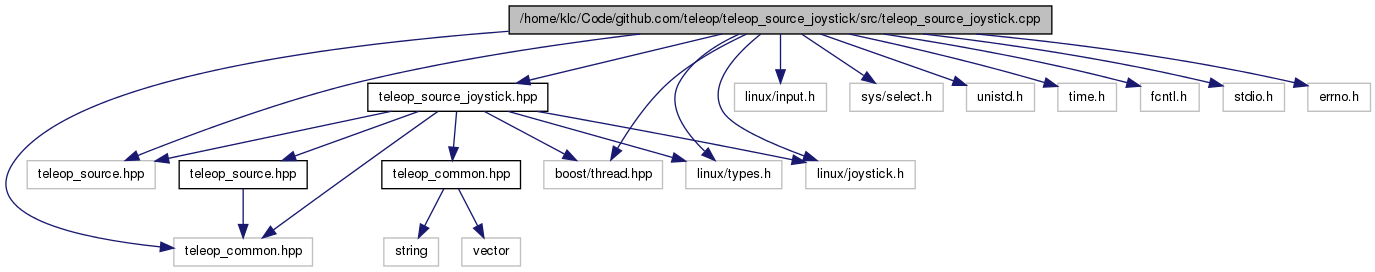 /home/klc/Code/github.com/teleop/teleop_source_joystick/src/teleop_source_joystick.cpp
teleop_source_joystick.hpp
linux/input.h
sys/select.h
unistd.h
time.h
fcntl.h
stdio.h
errno.h
teleop_source.hpp
teleop_source.hpp
teleop_common.hpp
boost/thread.hpp
linux/types.h
linux/joystick.h
teleop_common.hpp
string
vector